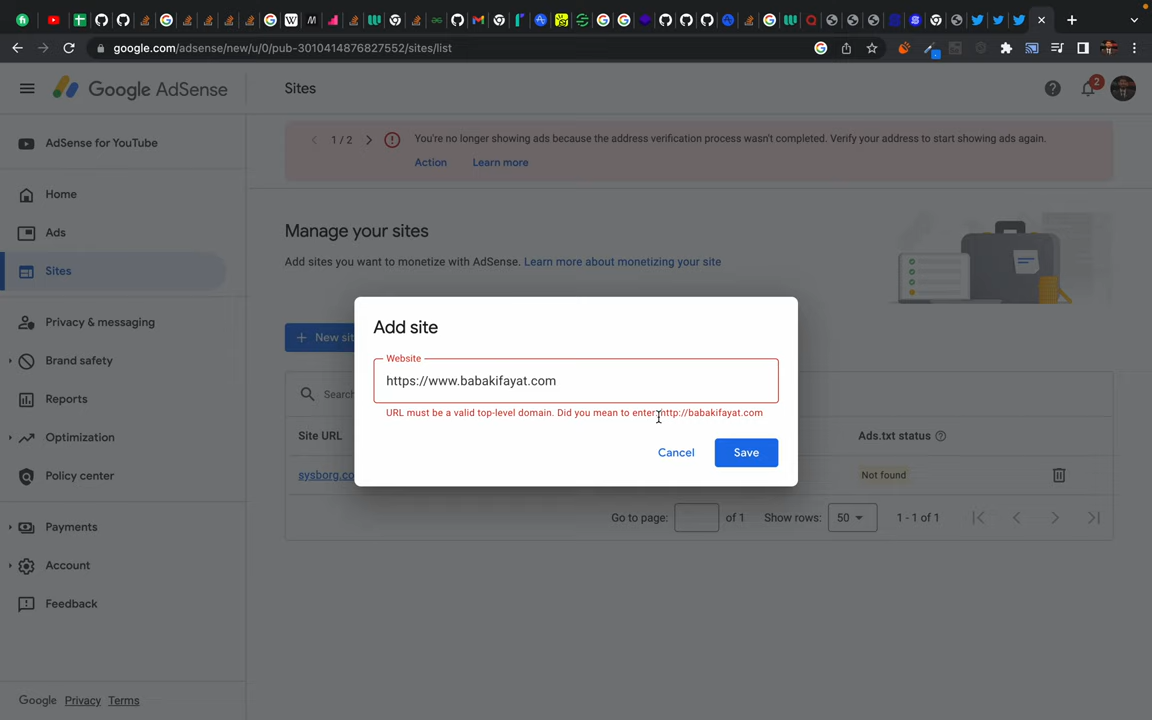 google.com/adsense/new/u/0/pub-3010414876827552/sites/list
Google AdSense
Sites
2
AdSense for YouTube
1 / 2
You're no longer showing ads because the address verification process wasn't completed. Verify your address to start showing ads again.
Action
Learn more
Home
Ads
Sites
Manage your sites
Add sites you want to monetize with AdSense. Learn more about monetizing your site
Privacy & messaging
Brand safety
Reports
Optimization
Policy center
Payments
Account
Feedback
+ New sit
Add site
Website
https://www.babakifayat.com
URL must be a valid top-level domain. Did you mean to enter http://babakifayat.com
Cancel
Save
Search
Site URL
Ads.txt status
sysborg.co
Not found
Go to page:
of 1
Show rows:
50
1 - 1 of 1
Google
Privacy
Terms